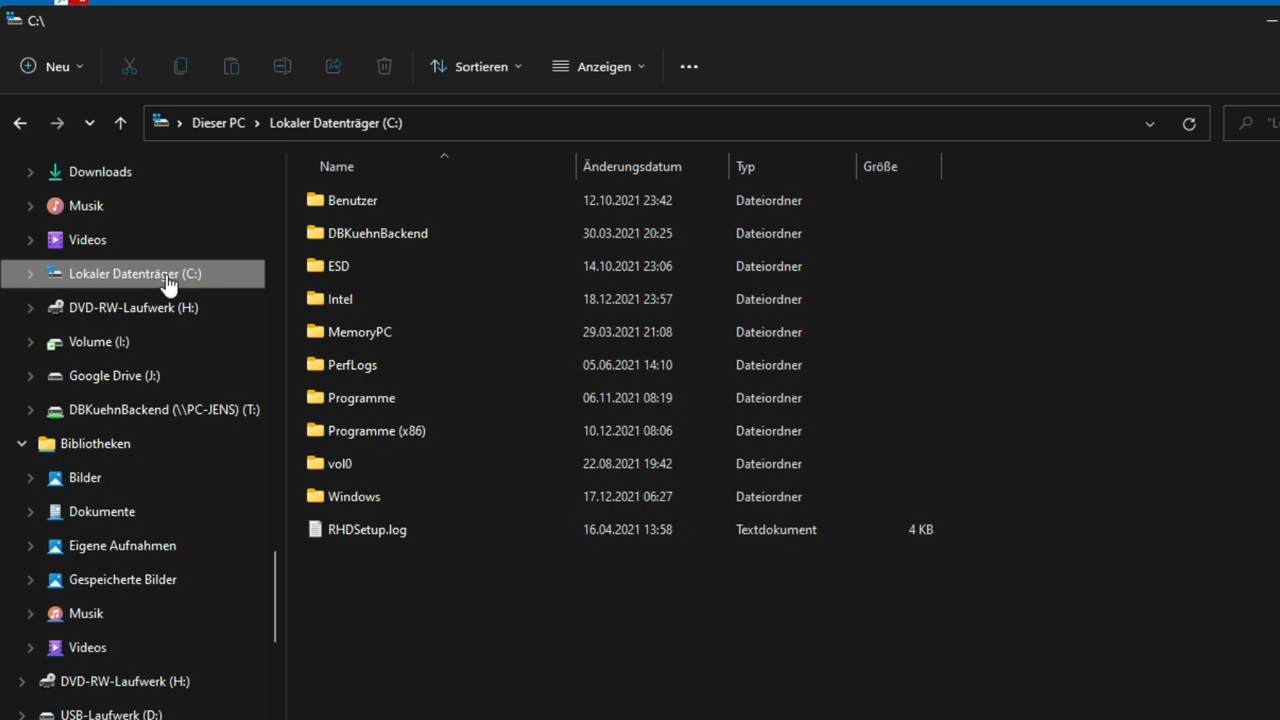 C:\
Neu
Sortieren
Anzeigen
Dieser PC > Lokaler Datenträger (C:)
Downloads
Musik
Videos
Lokaler Datenträger (C:)
DVD-RW-Laufwerk (H:)
Volume (I:)
Google Drive (J:)
DBKuehnBackend (\\PC-JENS) (T:)
Bibliotheken
Bilder
Dokumente
Eigene Aufnahmen
Gespeicherte Bilder
Musik
Videos
DVD-RW-Laufwerk (H:)
USB-Laufwerk (D:)
Name Änderungsdatum Typ Größe
Benutzer 12.10.2021 23:42 Dateiordner
DBKuehnBackend 30.03.2021 20:25 Dateiordner
ESD 14.10.2021 23:06 Dateiordner
Intel 18.12.2021 23:57 Dateiordner
MemoryPC 29.03.2021 21:08 Dateiordner
PerfLogs 05.06.2021 14:10 Dateiordner
Programme 06.11.2021 08:19 Dateiordner
Programme (x86) 10.12.2021 08:06 Dateiordner
vol0 22.08.2021 19:42 Dateiordner
Windows 17.12.2021 06:27 Dateiordner
RHDSetup.log 16.04.2021 13:58 Textdokument 4 KB